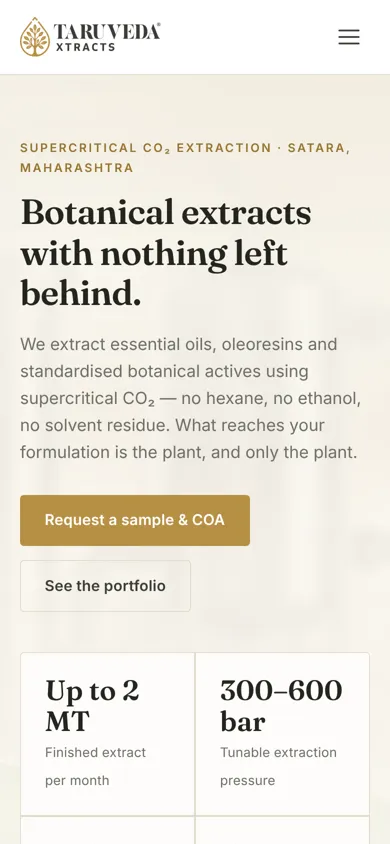 TARUVEDA®
XTRACTS
SUPERCRITICAL CO₂ EXTRACTION · SATARA,
MAHARASHTRA
Botanical extracts
with nothing left
behind.
We extract essential oils, oleoresins and
standardised botanical actives using
supercritical CO₂ — no hexane, no ethanol,
no solvent residue. What reaches your
formulation is the plant, and only the plant.
Request a sample & COA
See the portfolio
Up to 2
MT
Finished extract
per month
300–600
bar
Tunable extraction
pressure